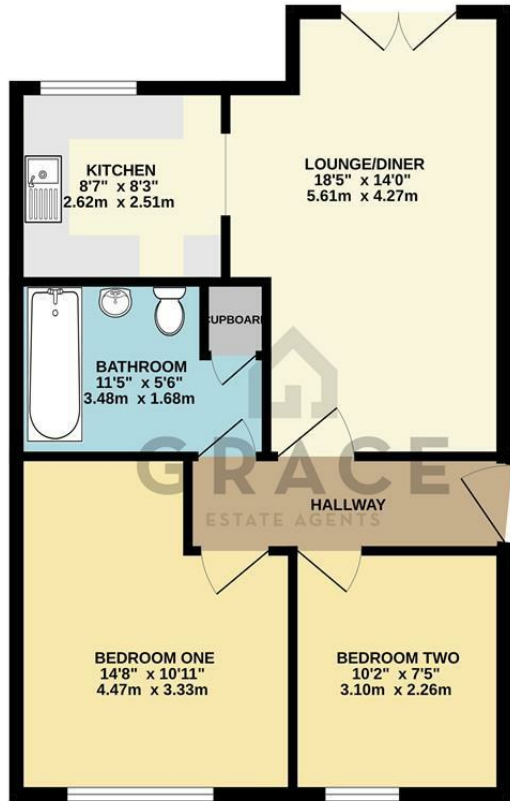 KITCHEN
8'7" x 8'3"
2.62m x 2.51m
LOUNGE/DINER
18'5" x 14'0"
5.61m x 4.27m
CUPBOARD
BATHROOM
11'5" x 5'6"
3.48m x 1.68m
GRACE
ESTATE AGENTS
HALLWAY
BEDROOM ONE
14'8" x 10'11"
4.47m x 3.33m
BEDROOM TWO
10'2" x 7'5"
3.10m x 2.26m